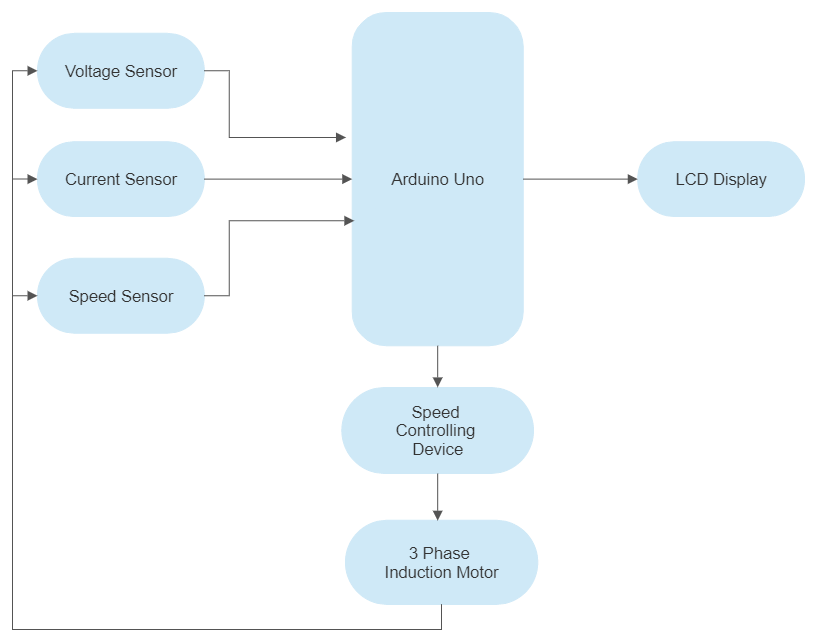 Voltage Sensor
Current Sensor
Arduino Uno
LCD Display
Speed Sensor
Speed
Controlling
Device
3 Phase
Induction Motor